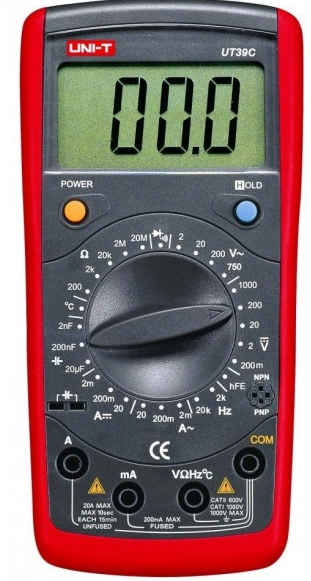 UNI-T
UT39C
00.0
POWER
HOLD
Ω 20k 2M 20M 2 20 200 V~
2k 750
200 1000
°C 200
2nF 20
200nF 2 V
20μF 200m
2m hFE NPN
200m 20 2 200m 2m 20k 2k Hz PNP
A A~
CE
A
COM
mA
VΩHz°C
20A MAX
MAX 10sec
EACH 15min
UNFUSED
200mA MAX
FUSED
CATII 600V
CATI 1000V
1000V MAX